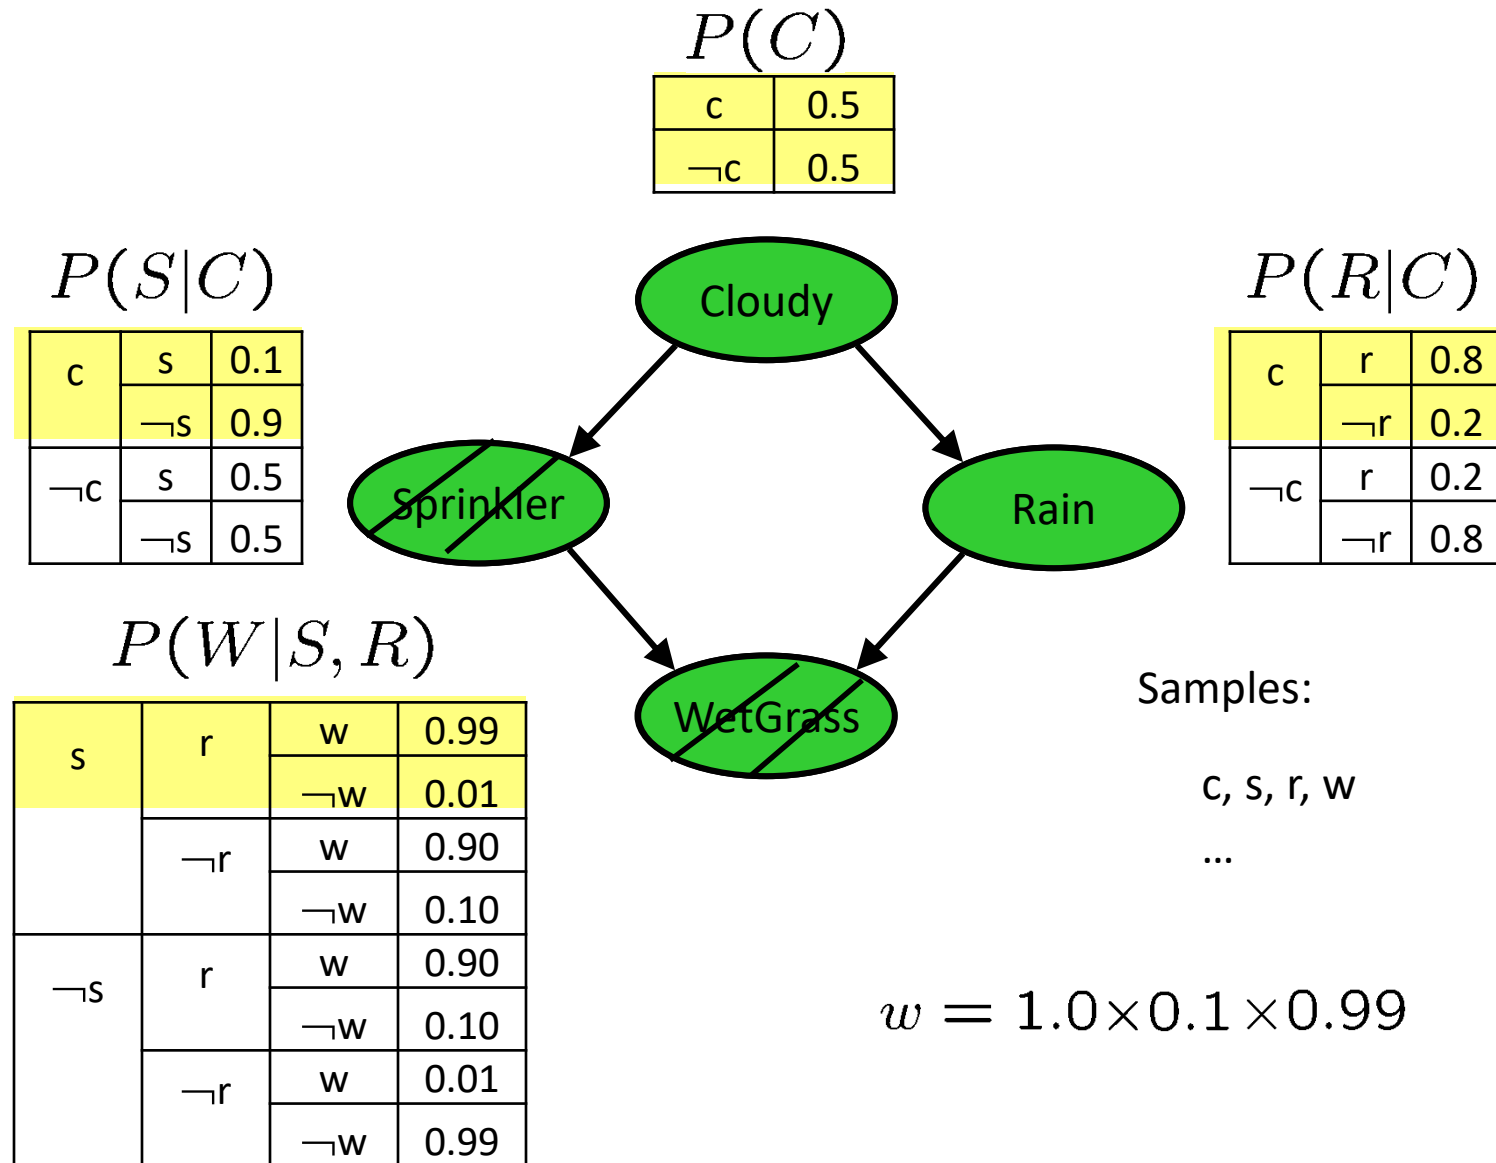 P(C)
c 0.5
¬c 0.5
P(S|C)
c s 0.1
¬s 0.9
¬c s 0.5
¬s 0.5
Cloudy
P(R|C)
c r 0.8
¬r 0.2
¬c r 0.2
¬r 0.8
Sprinkler
Rain
P(W|S, R)
s r w 0.99
¬w 0.01
¬r w 0.90
¬w 0.10
¬s r w 0.90
¬w 0.10
¬r w 0.01
¬w 0.99
WetGrass
Samples:
c, s, r, w
...
w = 1.0×0.1×0.99